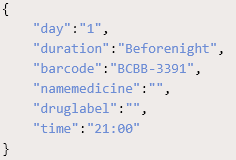 {
"day":"1",
"duration":"Beforenight",
"barcode":"BCBB-3391",
"namemedicine":"",
"druglabel":"",
"time":"21:00"
}